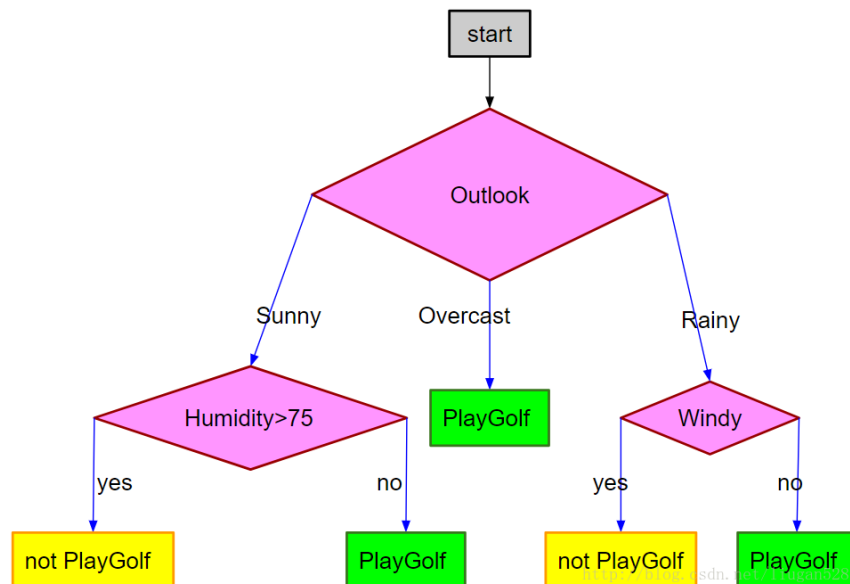 start
Outlook
Sunny
Overcast
Rainy
Humidity>75
PlayGolf
Windy
yes
no
yes
no
not PlayGolf
PlayGolf
not PlayGolf
PlayGolf